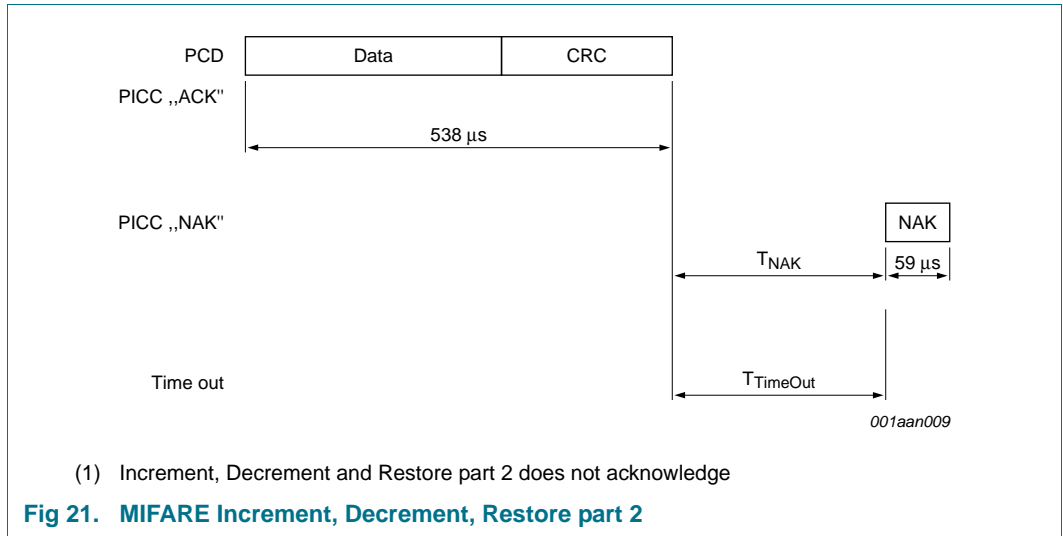 PCD Data CRC
PICC ,,ACK"
538 μs
PICC ,,NAK" NAK
TNAK 59 μs
Time out TTimeOut
001aan009
(1) Increment, Decrement and Restore part 2 does not acknowledge
Fig 21. MIFARE Increment, Decrement, Restore part 2